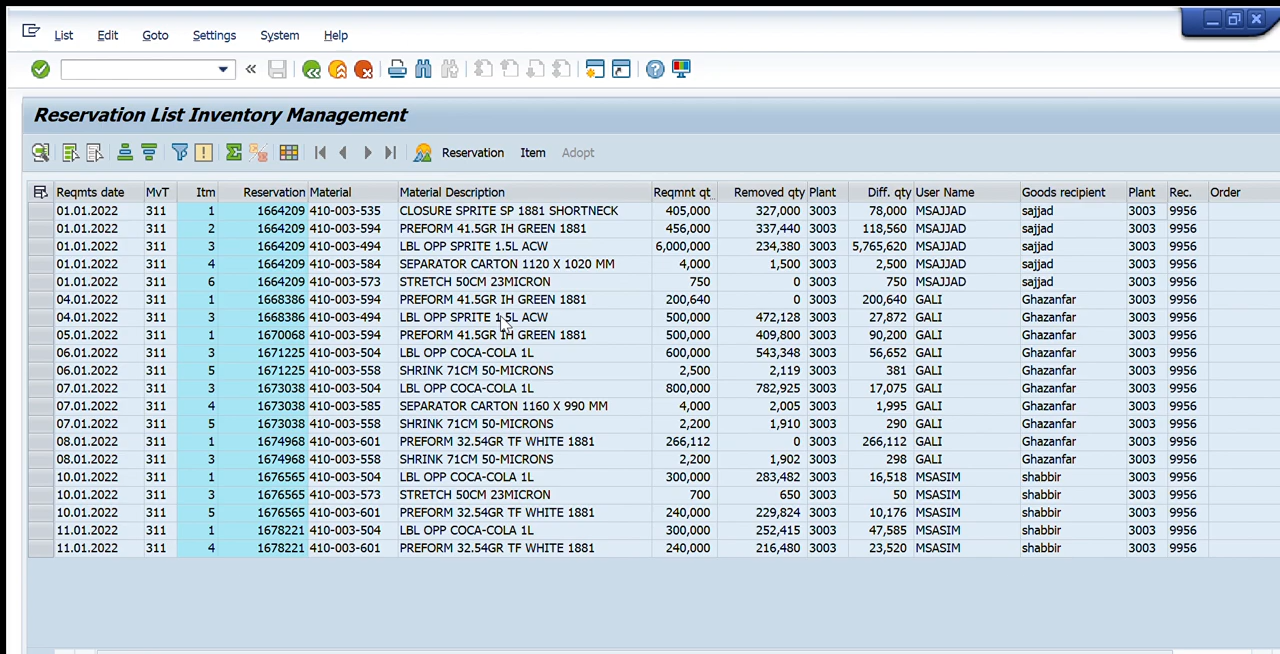 List Edit Goto Settings System Help
Reservation List Inventory Management
Reservation Item Adopt
Reqmts date MvT Itm Reservation Material Material Description Reqmnt qt Removed qty Plant Diff. qty User Name Goods recipient Plant Rec. Order
01.01.2022 311 1 1664209 410-003-535 CLOSURE SPRITE SP 1881 SHORTNECK 405,000 327,000 3003 78,000 MSAJJAD sajjad 3003 9956
01.01.2022 311 2 1664209 410-003-594 PREFORM 41.5GR IH GREEN 1881 456,000 337,440 3003 118,560 MSAJJAD sajjad 3003 9956
01.01.2022 311 3 1664209 410-003-494 LBL OPP SPRITE 1.5L ACW 6,000,000 234,380 3003 5,765,620 MSAJJAD sajjad 3003 9956
01.01.2022 311 4 1664209 410-003-584 SEPARATOR CARTON 1120 X 1020 MM 4,000 1,500 3003 2,500 MSAJJAD sajjad 3003 9956
01.01.2022 311 6 1664209 410-003-573 STRETCH 50CM 23MICRON 750 0 3003 750 MSAJJAD sajjad 3003 9956
04.01.2022 311 1 1668386 410-003-594 PREFORM 41.5GR IH GREEN 1881 200,640 0 3003 200,640 GALI Ghazanfar 3003 9956
04.01.2022 311 3 1668386 410-003-494 LBL OPP SPRITE 1.5L ACW 500,000 472,128 3003 27,872 GALI Ghazanfar 3003 9956
05.01.2022 311 1 1670068 410-003-594 PREFORM 41.5GR IH GREEN 1881 500,000 409,800 3003 90,200 GALI Ghazanfar 3003 9956
06.01.2022 311 3 1671225 410-003-504 LBL OPP COCA-COLA 1L 600,000 543,348 3003 56,652 GALI Ghazanfar 3003 9956
06.01.2022 311 5 1671225 410-003-558 SHRINK 71CM 50-MICRONS 2,500 2,119 3003 381 GALI Ghazanfar 3003 9956
07.01.2022 311 3 1673038 410-003-504 LBL OPP COCA-COLA 1L 800,000 782,925 3003 17,075 GALI Ghazanfar 3003 9956
07.01.2022 311 4 1673038 410-003-585 SEPARATOR CARTON 1160 X 990 MM 4,000 2,005 3003 1,995 GALI Ghazanfar 3003 9956
07.01.2022 311 5 1673038 410-003-558 SHRINK 71CM 50-MICRONS 2,200 1,910 3003 290 GALI Ghazanfar 3003 9956
08.01.2022 311 1 1674968 410-003-601 PREFORM 32.54GR TF WHITE 1881 266,112 0 3003 266,112 GALI Ghazanfar 3003 9956
08.01.2022 311 3 1674968 410-003-558 SHRINK 71CM 50-MICRONS 2,200 1,902 3003 298 GALI Ghazanfar 3003 9956
10.01.2022 311 1 1676565 410-003-504 LBL OPP COCA-COLA 1L 300,000 283,482 3003 16,518 MSASIM shabbir 3003 9956
10.01.2022 311 3 1676565 410-003-573 STRETCH 50CM 23MICRON 700 650 3003 50 MSASIM shabbir 3003 9956
10.01.2022 311 5 1676565 410-003-601 PREFORM 32.54GR TF WHITE 1881 240,000 229,824 3003 10,176 MSASIM shabbir 3003 9956
11.01.2022 311 1 1678221 410-003-504 LBL OPP COCA-COLA 1L 300,000 252,415 3003 47,585 MSASIM shabbir 3003 9956
11.01.2022 311 4 1678221 410-003-601 PREFORM 32.54GR TF WHITE 1881 240,000 216,480 3003 23,520 MSASIM shabbir 3003 9956